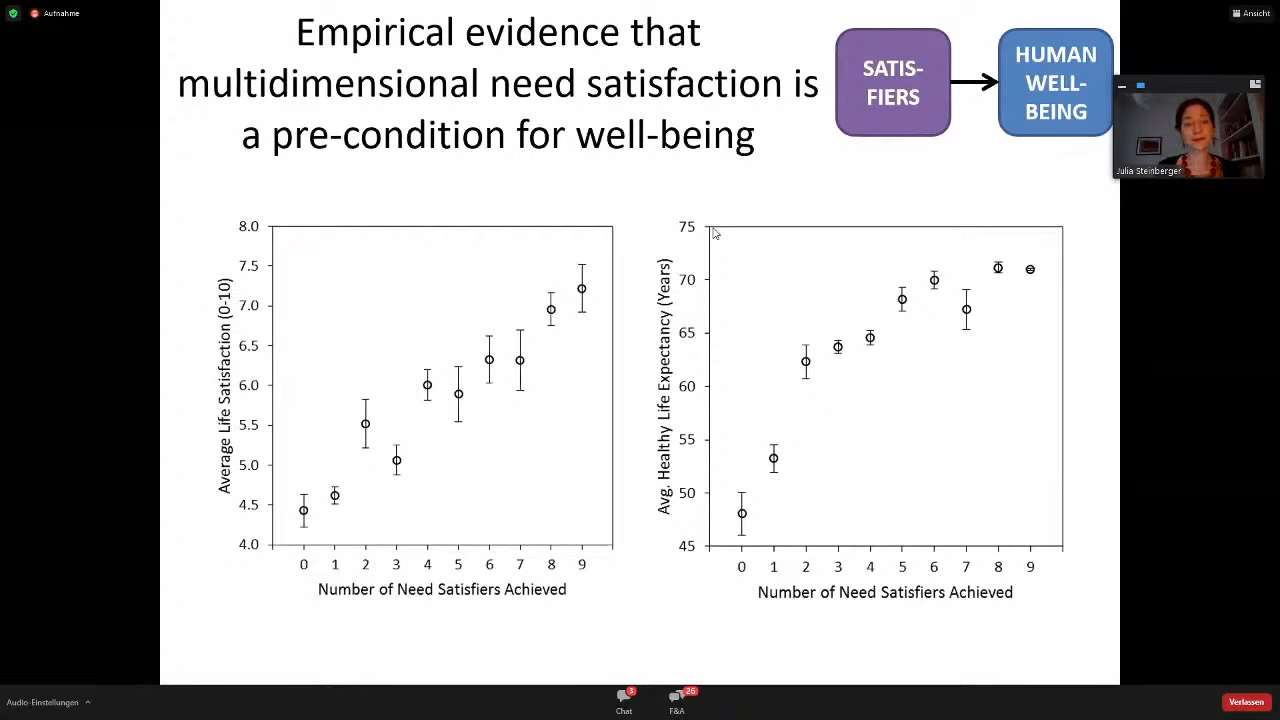 Aufnahme
Ansicht
Empirical evidence that
multidimensional need satisfaction is
a pre-condition for well-being
SATIS-
FIERS
HUMAN
WELL-
BEING
Julia Steinberger
Average Life Satisfaction (0-10)
8.0
7.5
7.0
6.5
6.0
5.5
5.0
4.5
4.0
0 1 2 3 4 5 6 7 8 9
Number of Need Satisfiers Achieved
Avg. Healthy Life Expectancy (Years)
75
70
65
60
55
50
45
0 1 2 3 4 5 6 7 8 9
Number of Need Satisfiers Achieved
Audio-Einstellungen
3
Chat
26
F&A
Verlassen